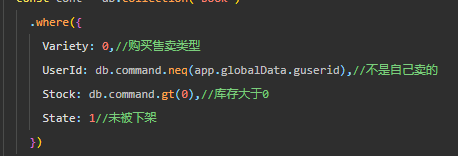 .where({
Variety: 0,//购买售卖类型
UserId: db.command.neq(app.globalData.guserid),//不是自己卖的
Stock: db.command.gt(0),//库存大于0
State: 1//未被下架
})